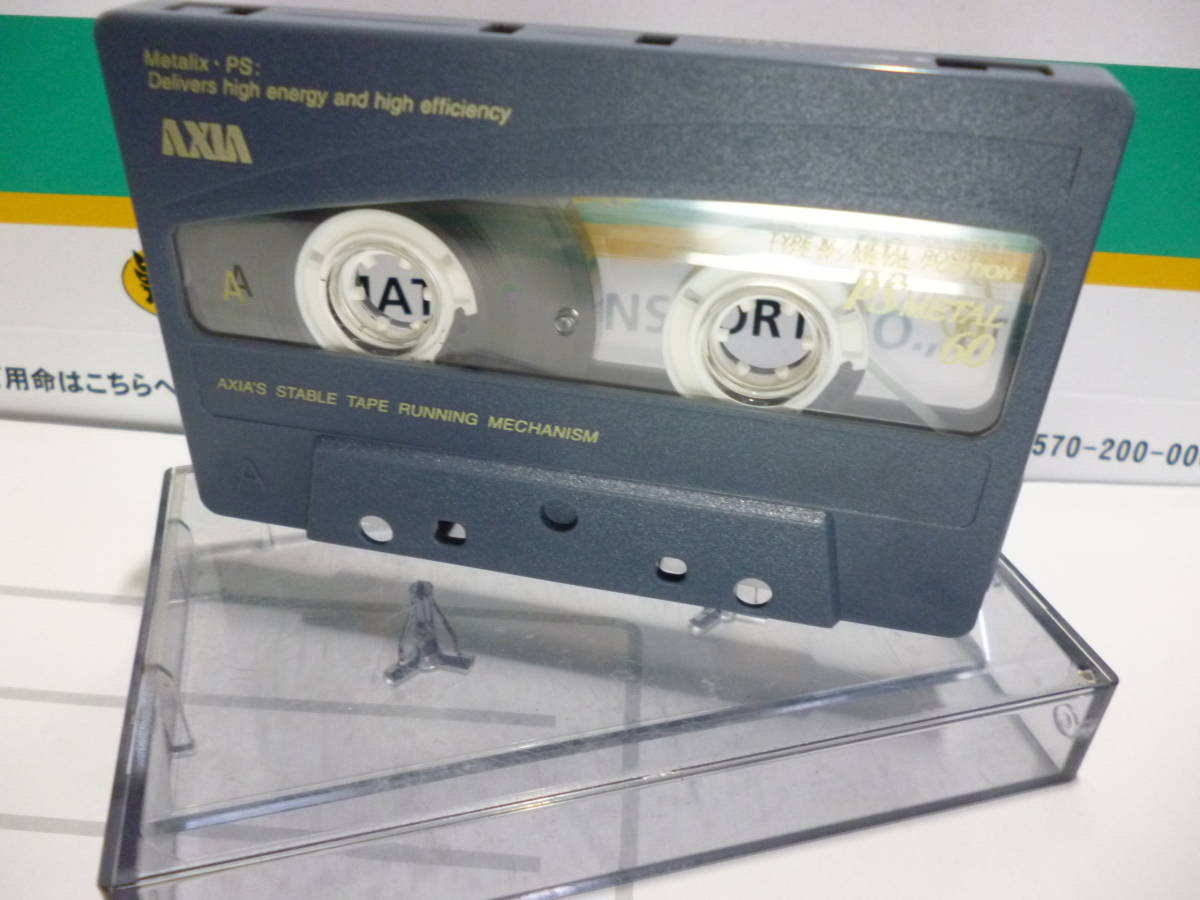 Metalix・PS:
Delivers high energy and high efficiency
AXIA
A
TYPE IV METAL POSITION
PS METAL
60
AXIA'S STABLE TAPE RUNNING MECHANISM
A
用命はこちらへ
570-200-00